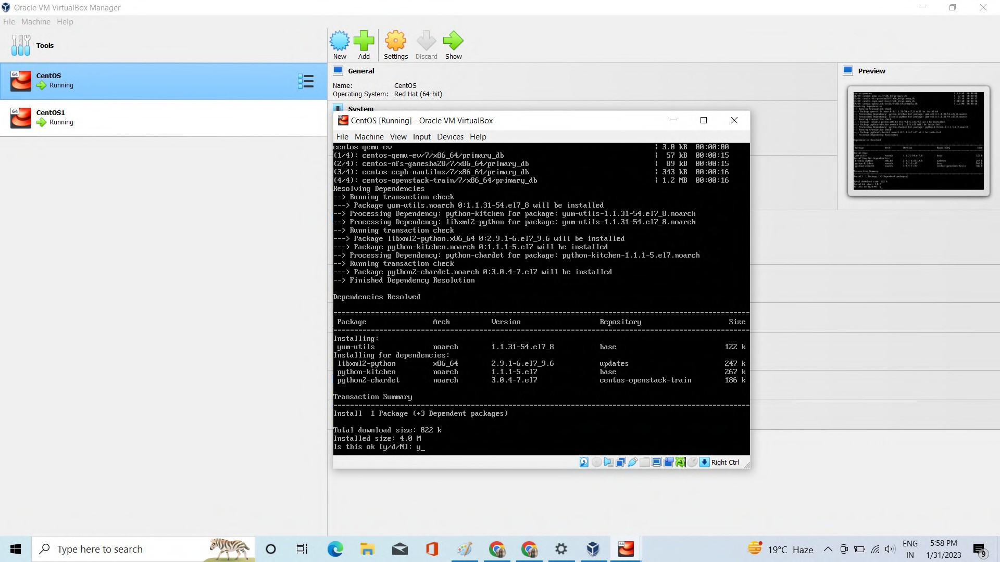 Oracle VM VirtualBox Manager
File Machine Help
Tools
New Add Settings Discard Show
64 CentOS
Running
64 CentOS1
Running
General
Name: CentOS
Operating System: Red Hat (64-bit)
System
Preview
CentOS [Running] - Oracle VM VirtualBox
File Machine View Input Devices Help
centos-qemu-ev | 3.0 kB 00:00:00
(1/4): centos-qemu-ev/7/x86_64/primary_db | 57 kB 00:00:15
(2/4): centos-nfs-ganesha28/7/x86_64/primary_db | 89 kB 00:00:15
(3/4): centos-ceph-nautilus/7/x86_64/primary_db | 343 kB 00:00:16
(4/4): centos-openstack-train/7/x86_64/primary_db | 1.2 MB 00:00:16
Resolving Dependencies
--> Running transaction check
---> Package yum-utils.noarch 0:1.1.31-54.el7_8 will be installed
--> Processing Dependency: python-kitchen for package: yum-utils-1.1.31-54.el7_8.noarch
--> Processing Dependency: libxml2-python for package: yum-utils-1.1.31-54.el7_8.noarch
--> Running transaction check
---> Package libxml2-python.x86_64 0:2.9.1-6.el7_9.6 will be installed
---> Package python-kitchen.noarch 0:1.1.1-5.el7 will be installed
--> Processing Dependency: python-chardet for package: python-kitchen-1.1.1-5.el7.noarch
--> Running transaction check
---> Package python2-chardet.noarch 0:3.0.4-7.el7 will be installed
--> Finished Dependency Resolution
Dependencies Resolved
Package Arch Version Repository Size
Installing:
yum-utils noarch 1.1.31-54.el7_8 base 122 k
Installing for dependencies:
libxml2-python x86_64 2.9.1-6.el7_9.6 updates 247 k
python-kitchen noarch 1.1.1-5.el7 base 267 k
python2-chardet noarch 3.0.4-7.el7 centos-openstack-train 186 k
Transaction Summary
Install 1 Package (+3 Dependent packages)
Total download size: 822 k
Installed size: 4.0 M
Is this ok [y/d/N]: y_
Right Ctrl
Type here to search
64
19°C Haze
ENG
IN
5:58 PM
1/31/2023
9